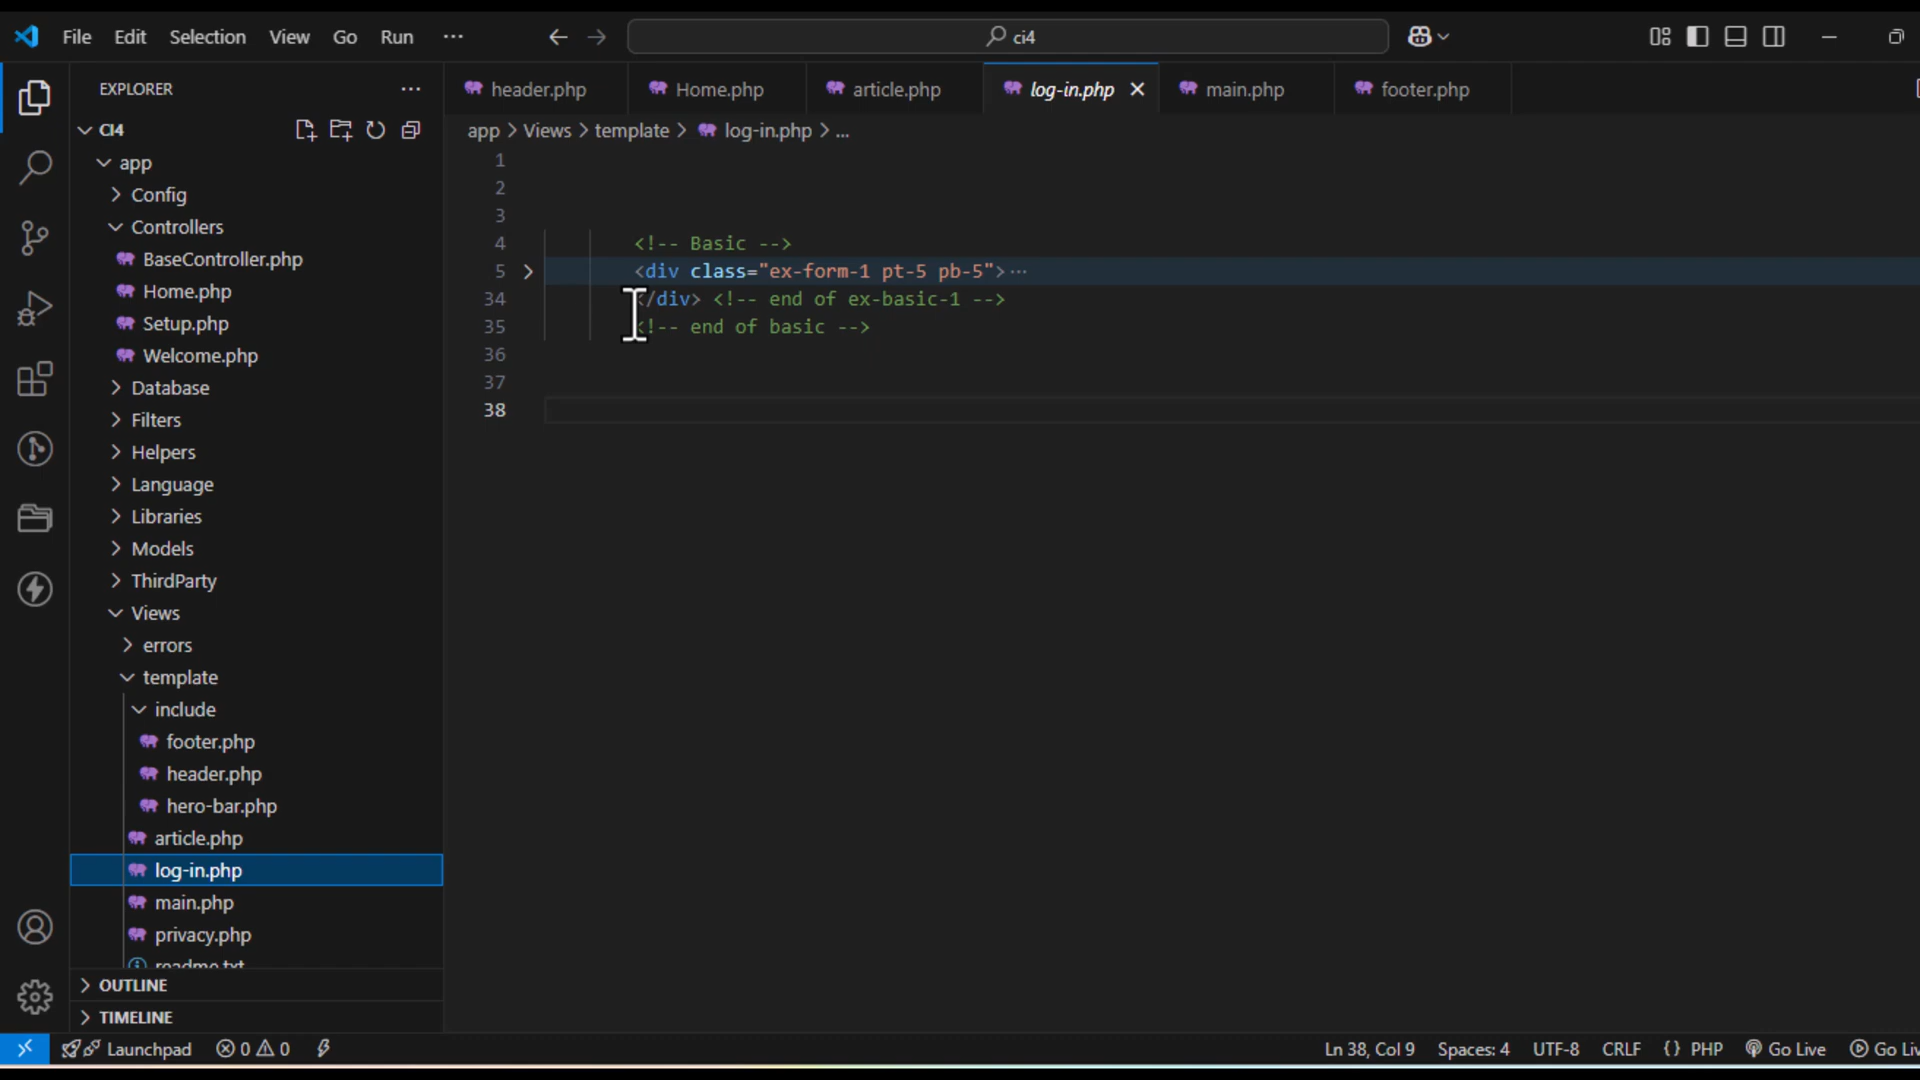 File Edit Selection View Go Run ···
ci4
EXPLORER ···
header.php
Home.php
article.php
log-in.php
main.php
footer.php
CI4
app > Views > template > log-in.php > ...
app
Config
Controllers
BaseController.php
Home.php
Setup.php
Welcome.php
Database
Filters
Helpers
Language
Libraries
Models
ThirdParty
Views
errors
template
include
footer.php
header.php
hero-bar.php
article.php
log-in.php
main.php
privacy.php
readme.txt
OUTLINE
TIMELINE
1
2
3
4 <!-- Basic -->
5 <div class="ex-form-1 pt-5 pb-5">···
34 </div> <!-- end of ex-basic-1 -->
35 <!-- end of basic -->
36
37
38
Launchpad 0 0 Ln 38, Col 9 Spaces: 4 UTF-8 CRLF {} PHP Go Live Go